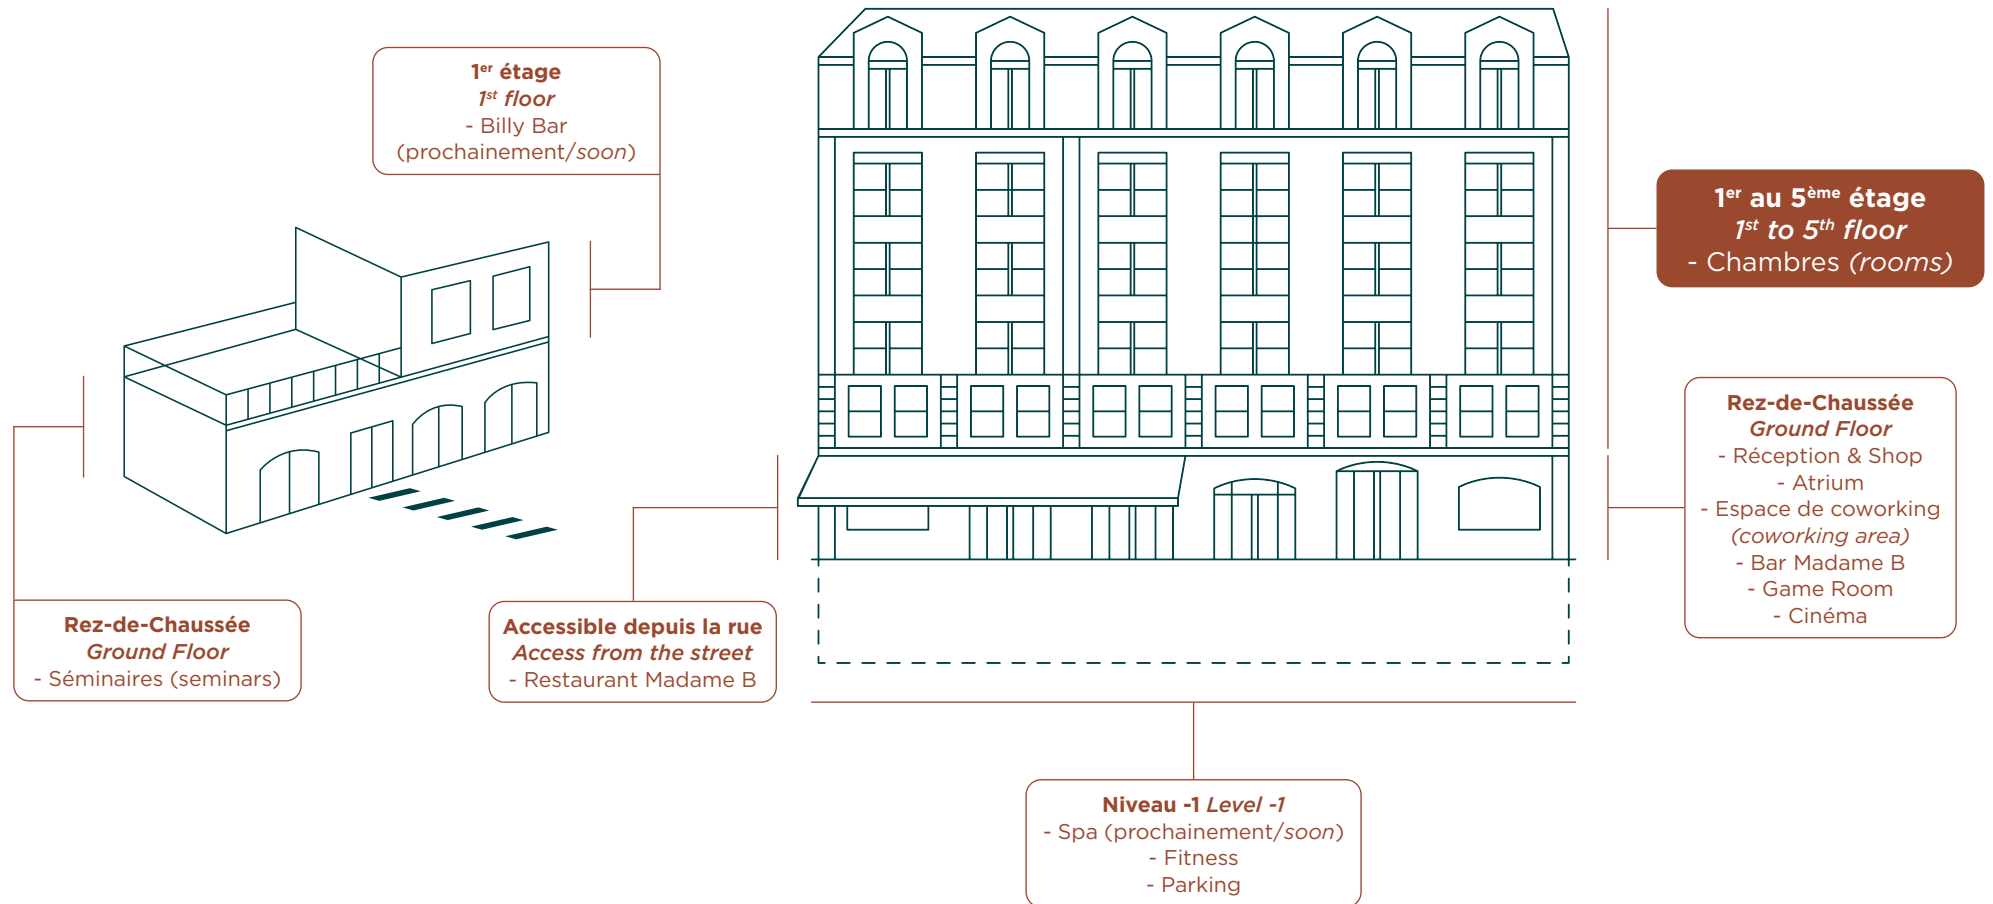 1er étage
1st floor
- Billy Bar
(prochainement/soon)
1er au 5ème étage
1st to 5th floor
- Chambres (rooms)
Rez-de-Chaussée
Ground Floor
- Réception & Shop
- Atrium
- Espace de coworking
(coworking area)
- Bar Madame B
- Game Room
- Cinéma
Rez-de-Chaussée
Ground Floor
- Séminaires (seminars)
Accessible depuis la rue
Access from the street
- Restaurant Madame B
Niveau -1 Level -1
- Spa (prochainement/soon)
- Fitness
- Parking